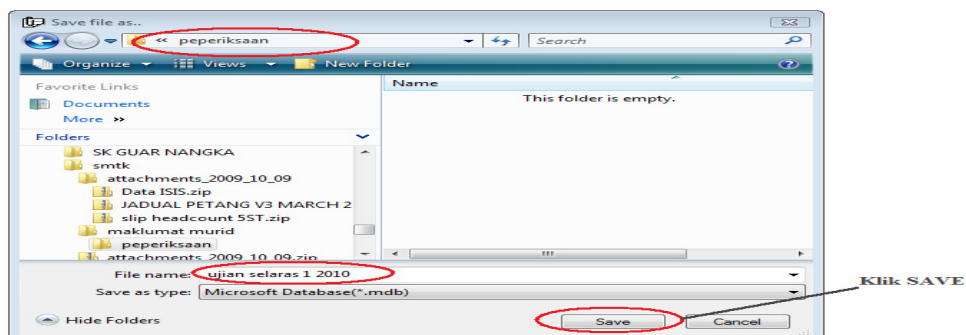 Save file as..
« peperiksaan
Search
Organize Views New Folder
Favorite Links
Documents
More »
Folders
SK GUAR NANGKA
smtk
attachments_2009_10_09
Data ISIS.zip
JADUAL PETANG V3 MARCH 2
slip headcount 5ST.zip
maklumat murid
peperiksaan
attachments_2009_10_09.zip
Name
This folder is empty.
File name: ujian selaras 1 2010
Save as type: Microsoft Database(*.mdb)
Klik SAVE
Hide Folders Save Cancel